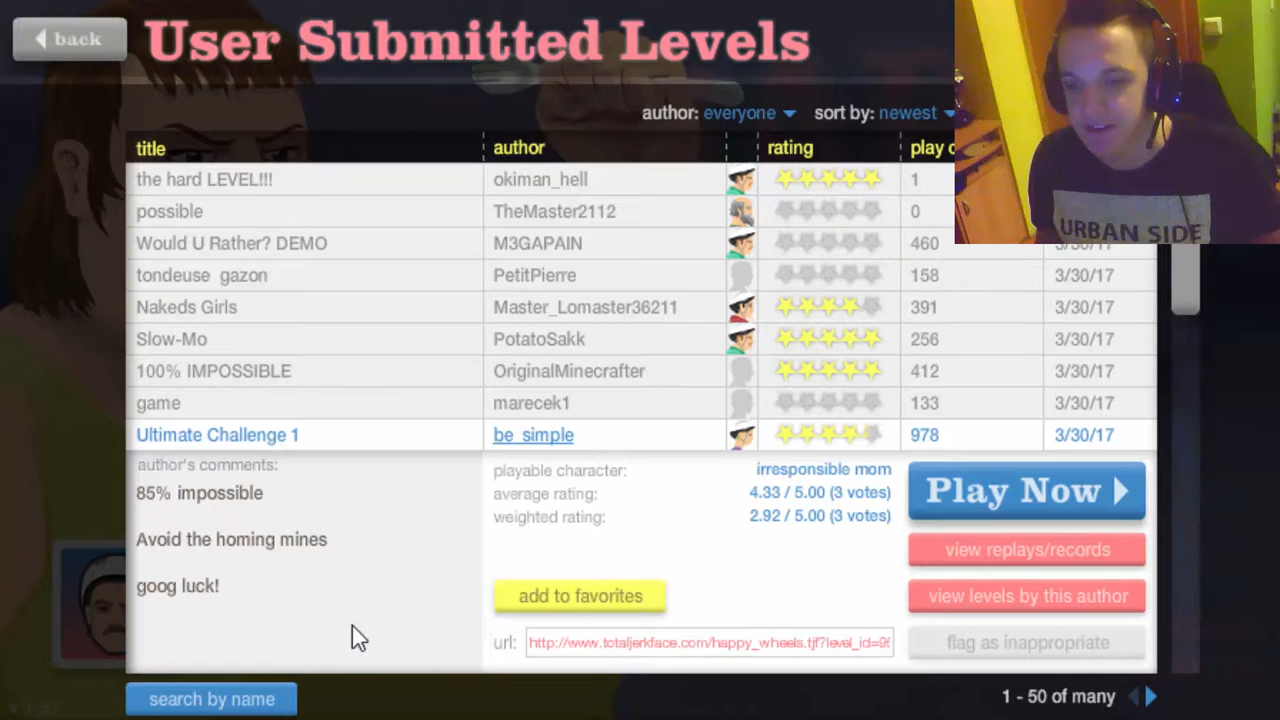 back
User Submitted Levels
author: everyone sort by: newest
title author rating play
the hard LEVEL!!! okiman_hell 1
possible TheMaster2112 0
Would U Rather? DEMO M3GAPAIN 460 3/30/17
tondeuse gazon PetitPierre 158 3/30/17
Nakeds Girls Master_Lomaster36211 391 3/30/17
Slow-Mo PotatoSakk 256 3/30/17
100% IMPOSSIBLE OriginalMinecrafter 412 3/30/17
game marecek1 133 3/30/17
Ultimate Challenge 1 be_simple 978 3/30/17
author's comments:
85% impossible
Avoid the homing mines
goog luck!
playable character: irresponsible mom
average rating: 4.33 / 5.00 (3 votes)
weighted rating: 2.92 / 5.00 (3 votes)
add to favorites
url: http://www.totaljerkface.com/happy_wheels.tjf?level_id=9
Play Now
view replays/records
view levels by this author
flag as inappropriate
search by name
1 - 50 of many
URBAN SIDE